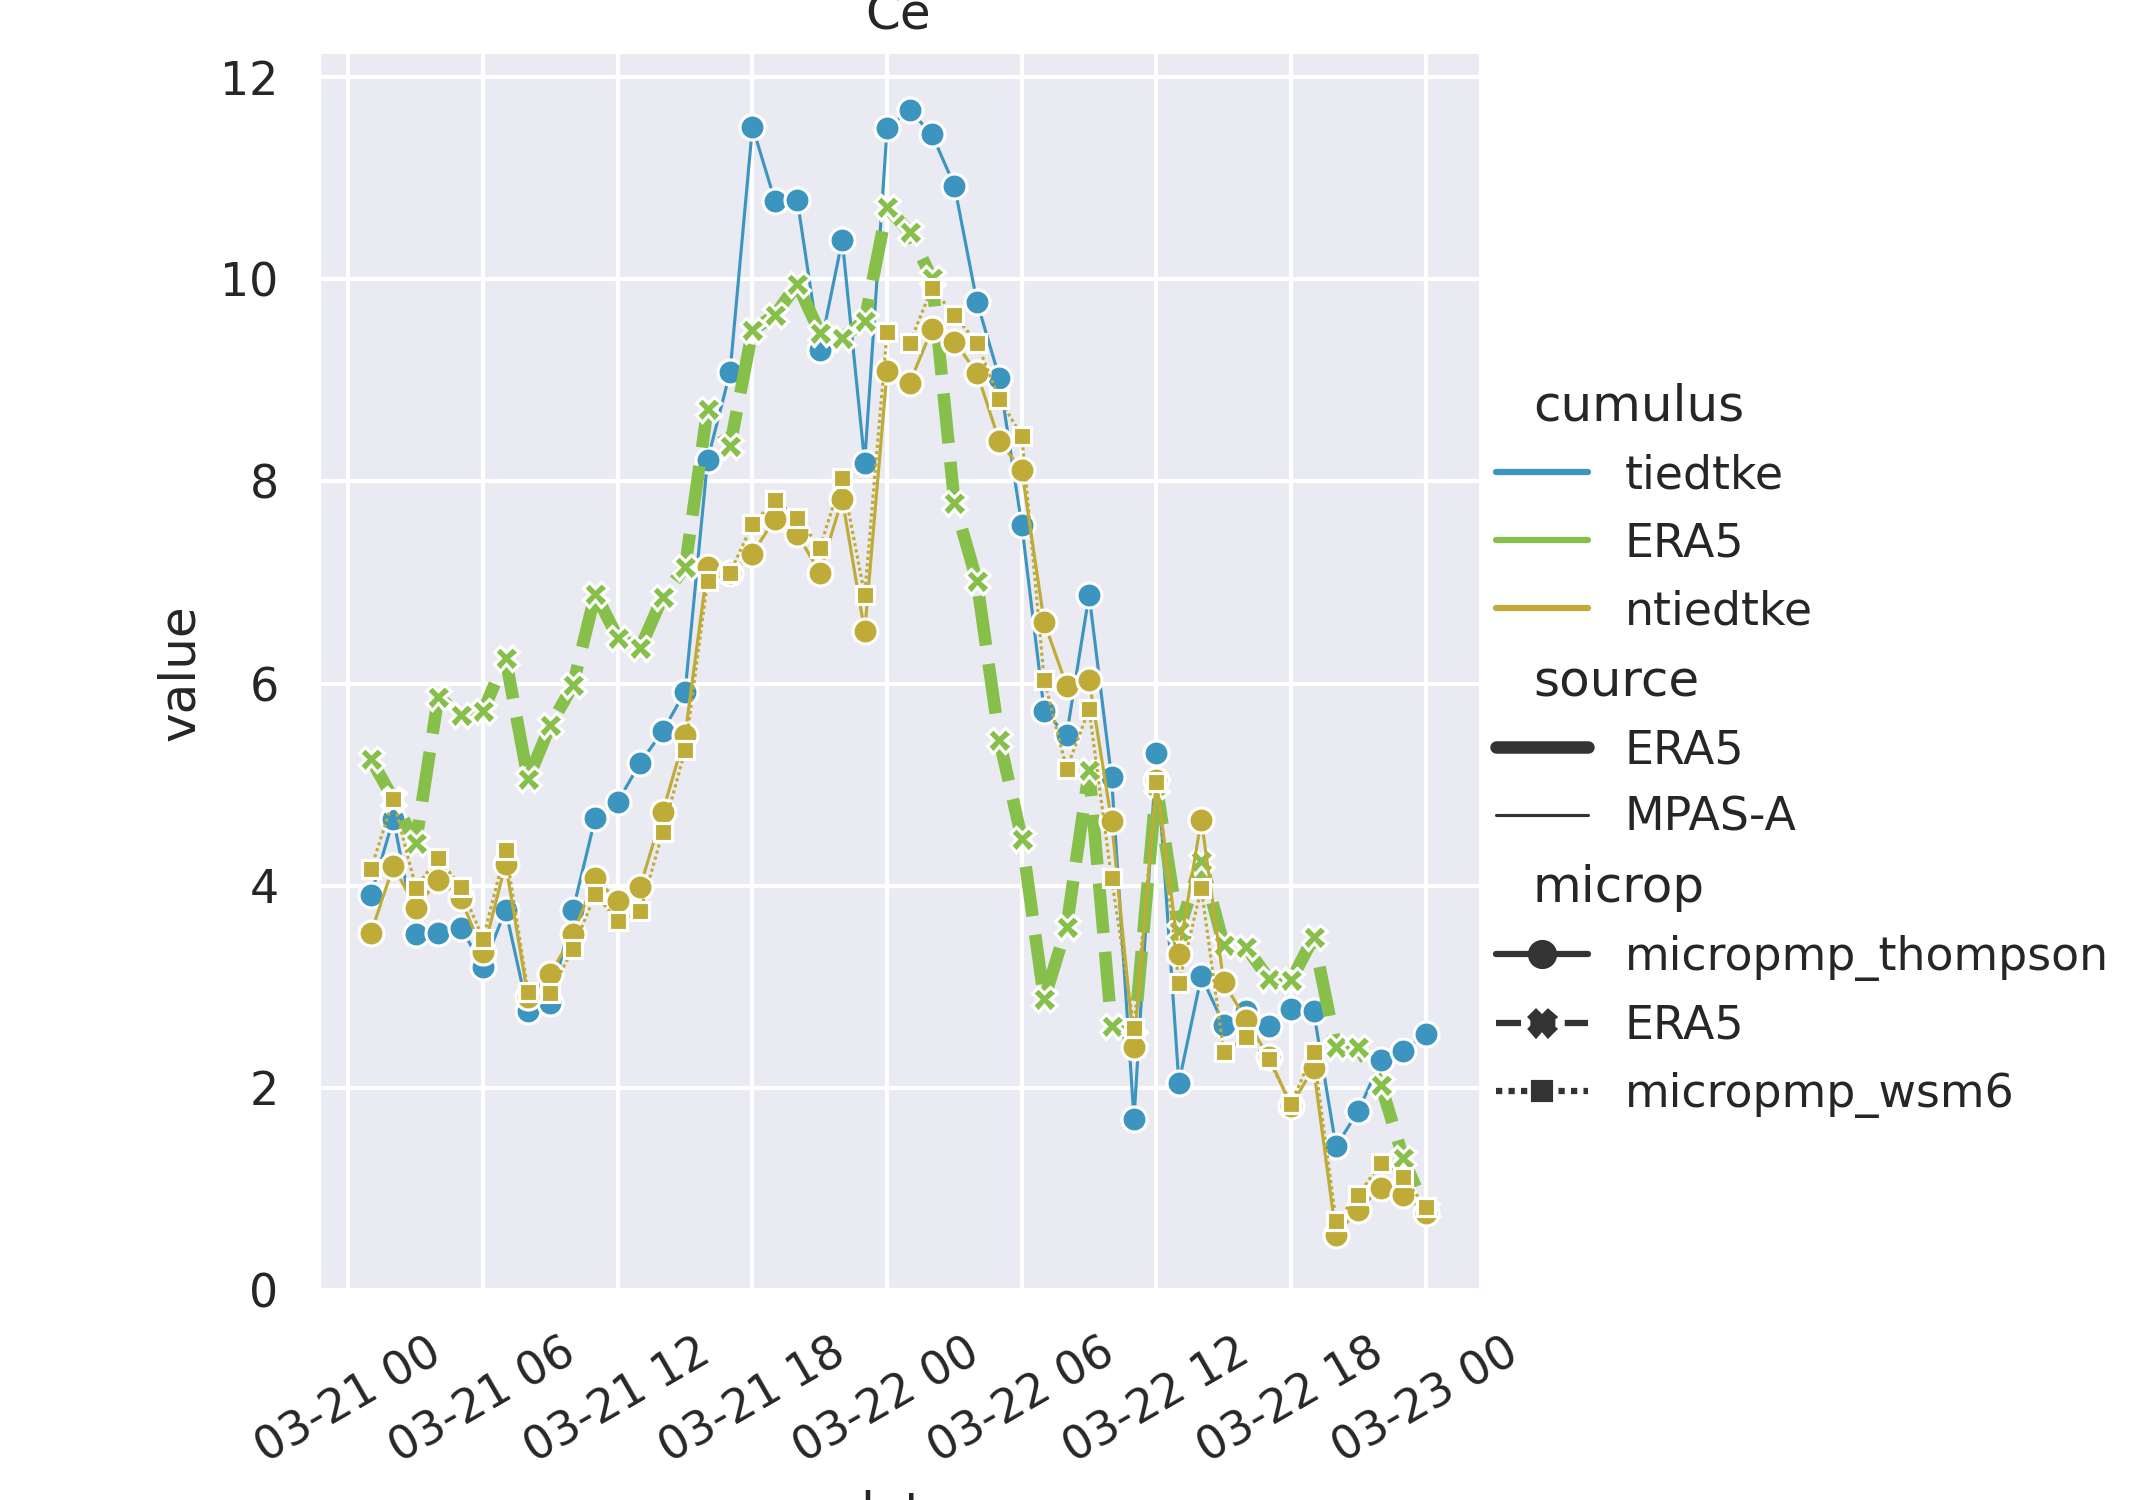 Ce
12
10
8
6
4
2
0
value
03-21 00
03-21 06
03-21 12
03-21 18
03-22 00
03-22 06
03-22 12
03-22 18
03-23 00
cumulus
tiedtke
ERA5
ntiedtke
source
ERA5
MPAS-A
microp
micropmp_thompson
ERA5
micropmp_wsm6